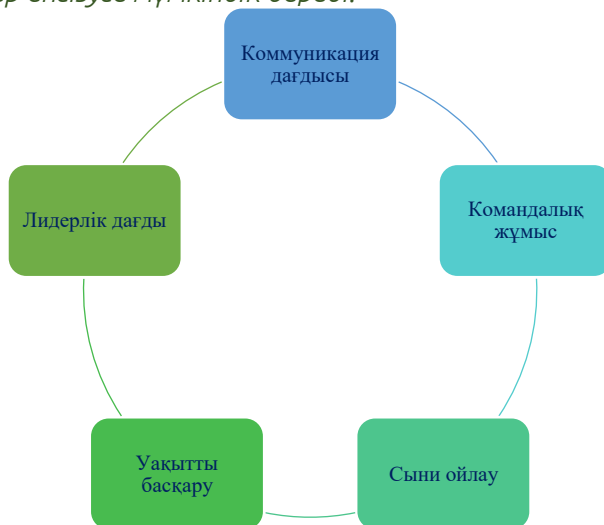 Коммуникация
дағдысы
Лидерлік дағды
Командалық
жұмыс
Уақытты
басқару
Сыни ойлау